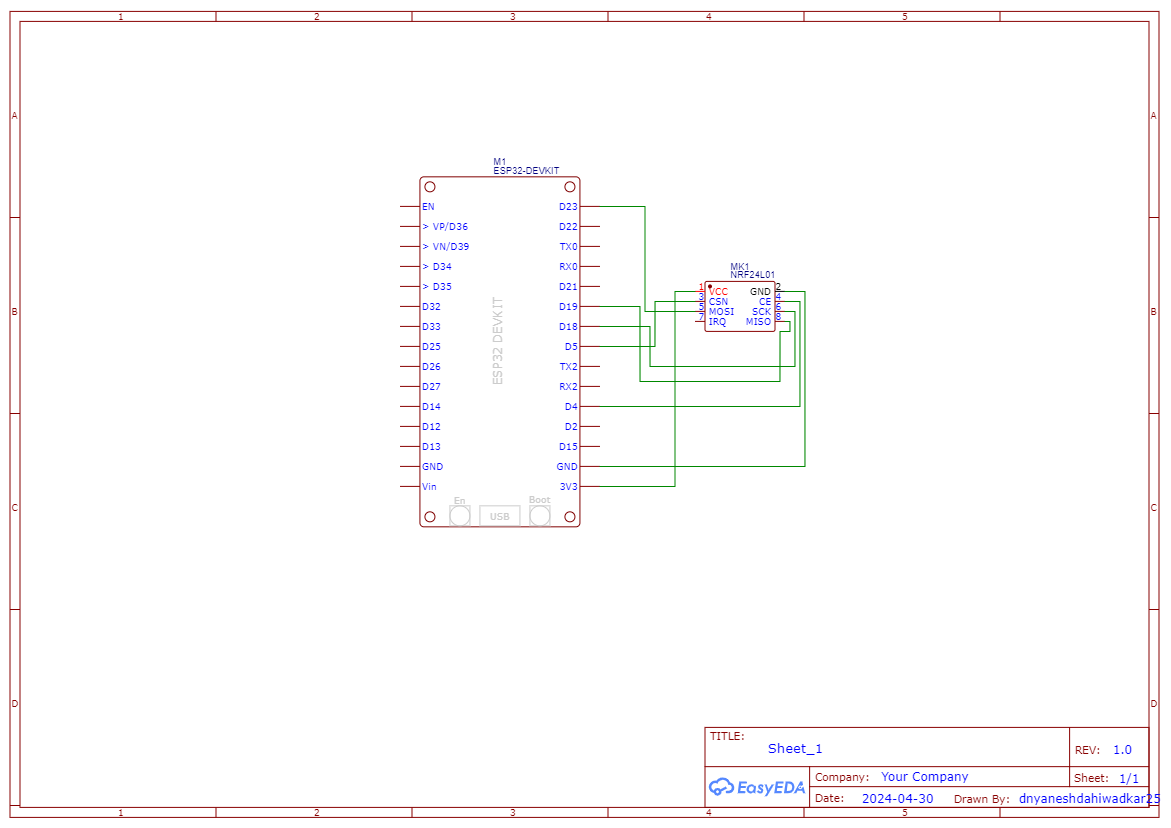 1 2 3 4 5
A A
M1
ESP32-DEVKIT
EN D23
> VP/D36 D22
B B
> VN/D39 TX0
> D34 RX0
> D35 D21
D32 D19
D33 D18
D25 D5
D26 TX2
D27 RX2
D14 D4
D12 D2
D13 D15
GND GND
Vin 3V3
ESP32 DEVKIT
En USB Boot
MK1
NRF24L01
1 VCC GND 2
3 CSN CE 4
5 MOSI SCK 6
7 IRQ MISO 8
C C
D D
TITLE:
Sheet_1
REV: 1.0
EasyEDA
Company: Your Company
Sheet: 1/1
Date: 2024-04-30 Drawn By: dnyaneshdahiwadkar25
1 2 3 4 5